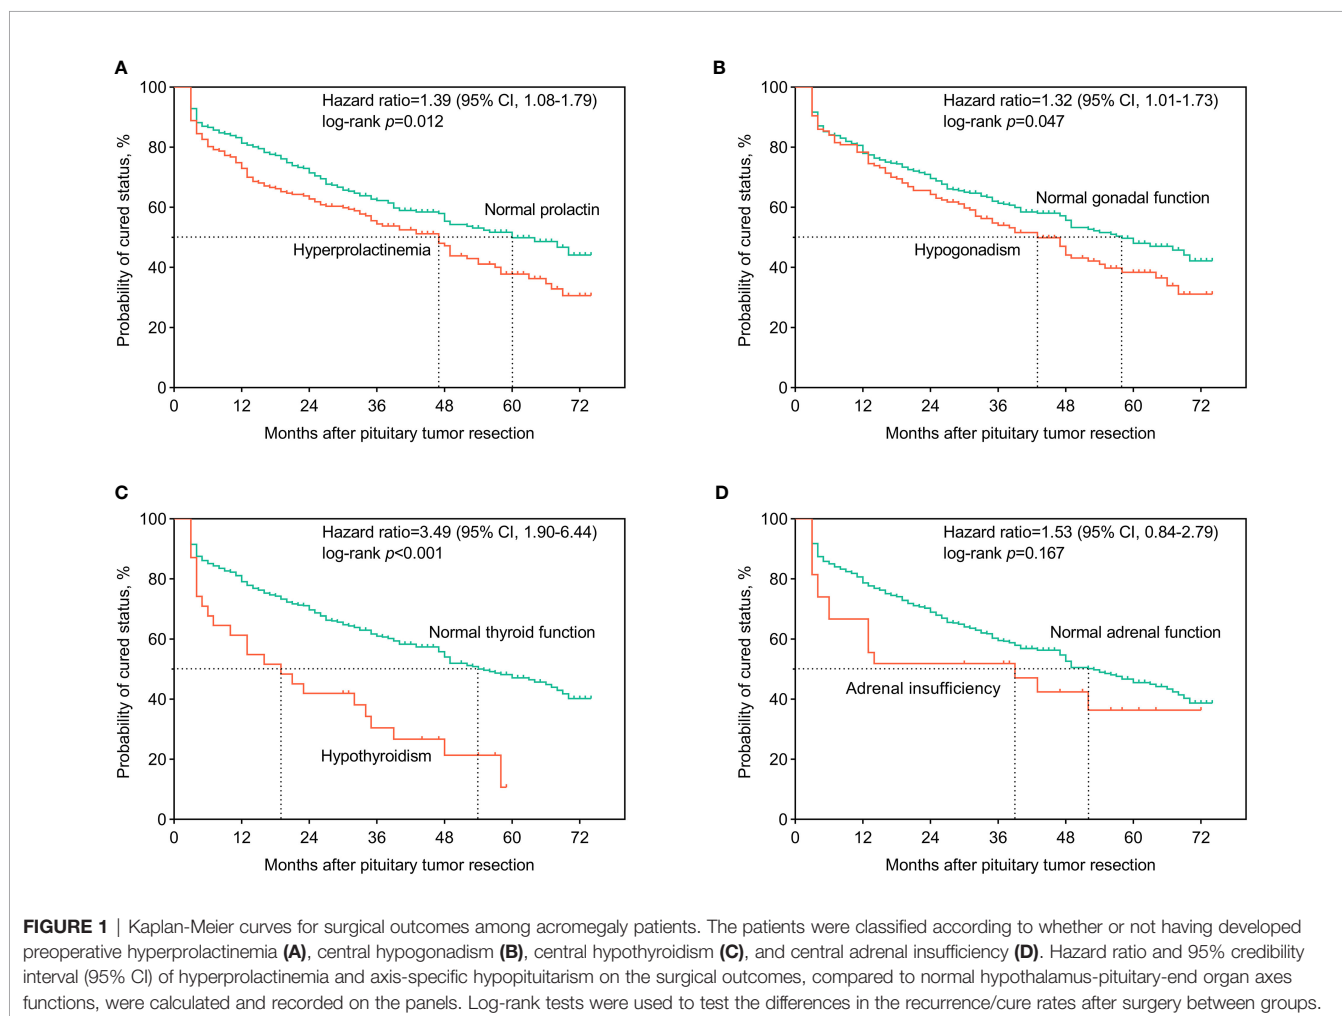 A
Hazard ratio=1.39 (95% CI, 1.08-1.79)
log-rank p=0.012
Normal prolactin
Hyperprolactinemia
Probability of cured status, %
100
80
60
40
20
0
0 12 24 36 48 60 72
Months after pituitary tumor resection
B
Hazard ratio=1.32 (95% CI, 1.01-1.73)
log-rank p=0.047
Normal gonadal function
Hypogonadism
Probability of cured status, %
100
80
60
40
20
0
0 12 24 36 48 60 72
Months after pituitary tumor resection
C
Hazard ratio=3.49 (95% CI, 1.90-6.44)
log-rank p<0.001
Normal thyroid function
Hypothyroidism
Probability of cured status, %
100
80
60
40
20
0
0 12 24 36 48 60 72
Months after pituitary tumor resection
D
Hazard ratio=1.53 (95% CI, 0.84-2.79)
log-rank p=0.167
Normal adrenal function
Adrenal insufficiency
Probability of cured status, %
100
80
60
40
20
0
0 12 24 36 48 60 72
Months after pituitary tumor resection
FIGURE 1 | Kaplan-Meier curves for surgical outcomes among acromegaly patients. The patients were classified according to whether or not having developed
preoperative hyperprolactinemia (A), central hypogonadism (B), central hypothyroidism (C), and central adrenal insufficiency (D). Hazard ratio and 95% credibility
interval (95% CI) of hyperprolactinemia and axis-specific hypopituitarism on the surgical outcomes, compared to normal hypothalamus-pituitary-end organ axes
functions, were calculated and recorded on the panels. Log-rank tests were used to test the differences in the recurrence/cure rates after surgery between groups.